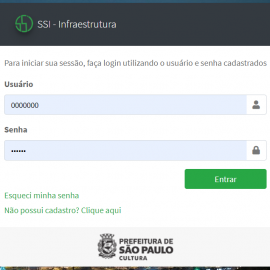 SSI - Infraestrutura
Para iniciar sua sessão, faça login utilizando o usuário e senha cadastrados
Usuário
0000000
Senha
••••••
Entrar
Esqueci minha senha
Não possui cadastro? Clique aqui
PREFEITURA DE
SÃO PAULO
CULTURA